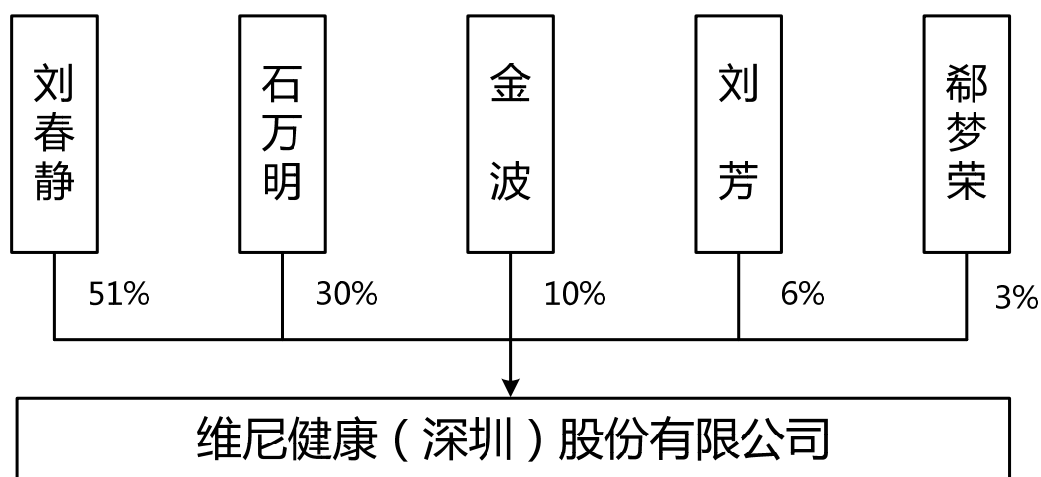 刘春静
石万明
金波
刘芳
郗梦荣
51%
30%
10%
6%
3%
维尼健康（深圳）股份有限公司